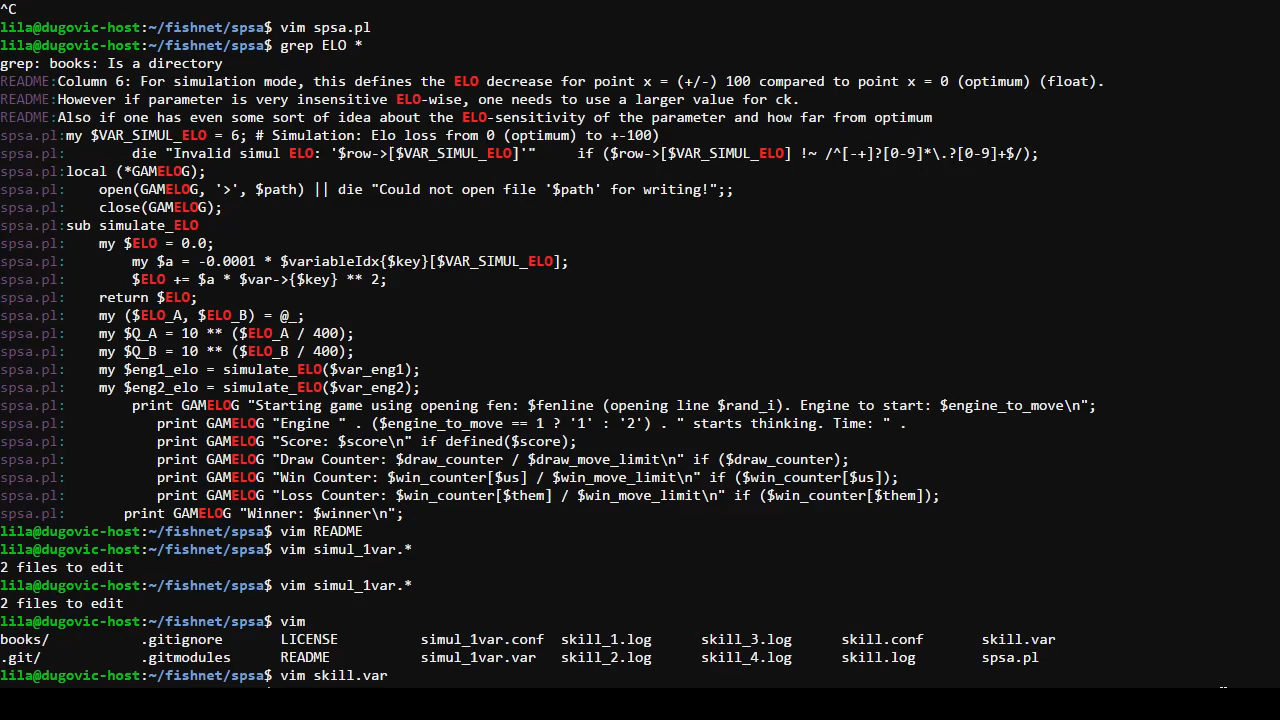 ^C
lila@dugovic-host:~/fishnet/spsa$ vim spsa.pl
lila@dugovic-host:~/fishnet/spsa$ grep ELO *
grep: books: Is a directory
README:Column 6: For simulation mode, this defines the ELO decrease for point x = (+/-) 100 compared to point x = 0 (optimum) (float).
README:However if parameter is very insensitive ELO-wise, one needs to use a larger value for ck.
README:Also if one has even some sort of idea about the ELO-sensitivity of the parameter and how far from optimum
spsa.pl:my $VAR_SIMUL_ELO = 6; # Simulation: Elo loss from 0 (optimum) to +-100)
spsa.pl:        die "Invalid simul ELO: '$row->[$VAR_SIMUL_ELO]'"     if ($row->[$VAR_SIMUL_ELO] !~ /^[-+]?[0-9]*\.?[0-9]+$/);
spsa.pl:local (*GAMELOG);
spsa.pl:    open(GAMELOG, '>', $path) || die "Could not open file '$path' for writing!";;
spsa.pl:    close(GAMELOG);
spsa.pl:sub simulate_ELO
spsa.pl:    my $ELO = 0.0;
spsa.pl:        my $a = -0.0001 * $variableIdx{$key}[$VAR_SIMUL_ELO];
spsa.pl:        $ELO += $a * $var->{$key} ** 2;
spsa.pl:    return $ELO;
spsa.pl:    my ($ELO_A, $ELO_B) = @_;
spsa.pl:    my $Q_A = 10 ** ($ELO_A / 400);
spsa.pl:    my $Q_B = 10 ** ($ELO_B / 400);
spsa.pl:    my $eng1_elo = simulate_ELO($var_eng1);
spsa.pl:    my $eng2_elo = simulate_ELO($var_eng2);
spsa.pl:        print GAMELOG "Starting game using opening fen: $fenline (opening line $rand_i). Engine to start: $engine_to_move\n";
spsa.pl:           print GAMELOG "Engine " . ($engine_to_move == 1 ? '1' : '2') . " starts thinking. Time: " .
spsa.pl:           print GAMELOG "Score: $score\n" if defined($score);
spsa.pl:           print GAMELOG "Draw Counter: $draw_counter / $draw_move_limit\n" if ($draw_counter);
spsa.pl:           print GAMELOG "Win Counter: $win_counter[$us] / $win_move_limit\n" if ($win_counter[$us]);
spsa.pl:           print GAMELOG "Loss Counter: $win_counter[$them] / $win_move_limit\n" if ($win_counter[$them]);
spsa.pl:       print GAMELOG "Winner: $winner\n";
lila@dugovic-host:~/fishnet/spsa$ vim README
lila@dugovic-host:~/fishnet/spsa$ vim simul_1var.*
2 files to edit
lila@dugovic-host:~/fishnet/spsa$ vim simul_1var.*
2 files to edit
lila@dugovic-host:~/fishnet/spsa$ vim
books/           .gitignore       LICENSE          simul_1var.conf  skill_1.log      skill_3.log      skill.conf       skill.var
.git/            .gitmodules      README           simul_1var.var   skill_2.log      skill_4.log      skill.log        spsa.pl
lila@dugovic-host:~/fishnet/spsa$ vim skill.var